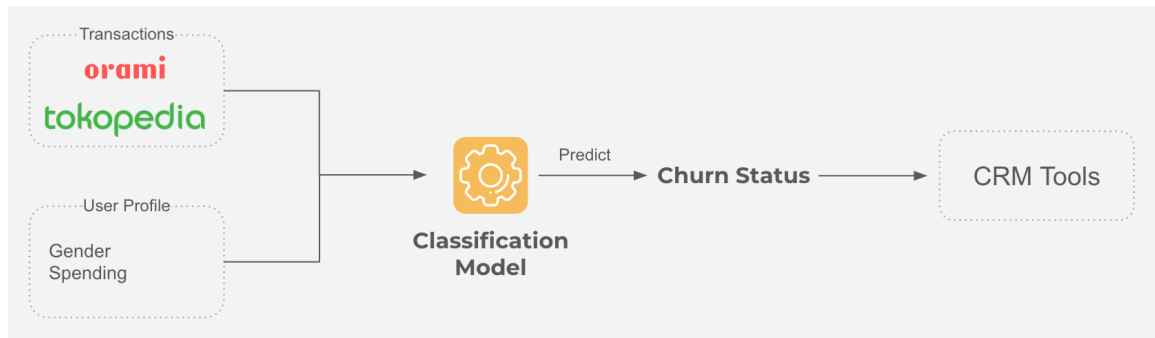 Transactions
orami
tokopedia
User Profile
Gender
Spending
Classification
Model
Predict
Churn Status
CRM Tools